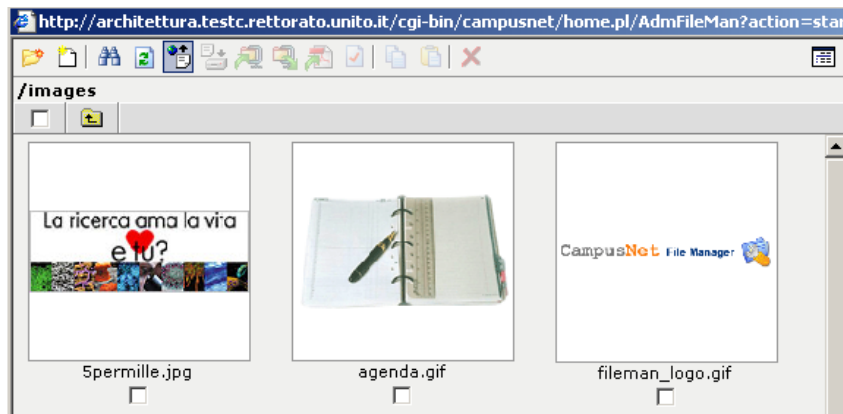 http://architettura.testc.rettorato.unito.it/cgi-bin/campusnet/home.pl/AdmFileMan?action=star
/images
La ricerca ama la vita
e tu?
CampusNet File Manager
5permille.jpg
agenda.gif
fileman_logo.gif